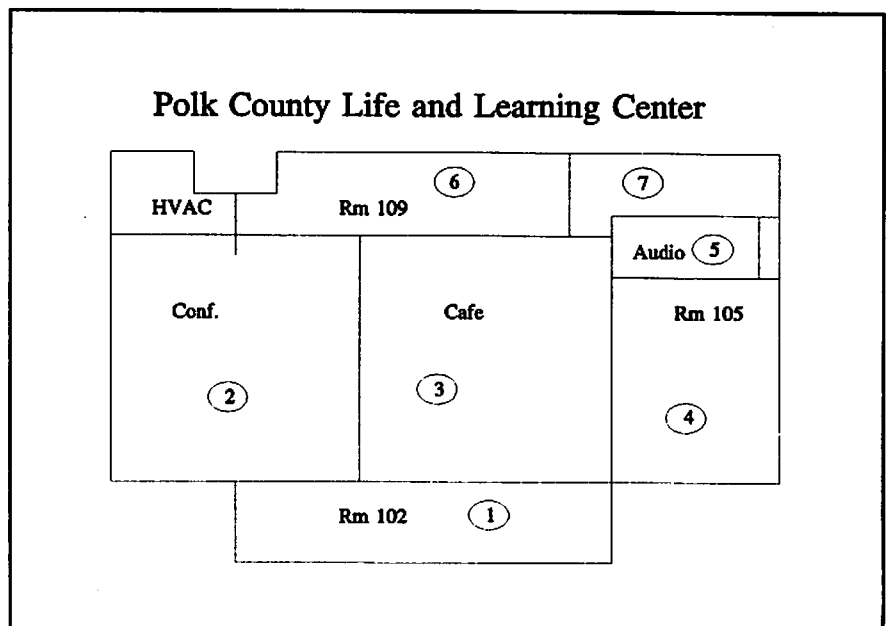 Polk County Life and Learning Center
6
7
HVAC
Rm 109
Audio
5
Conf.
Cafe
Rm 105
2
3
4
Rm 102
1